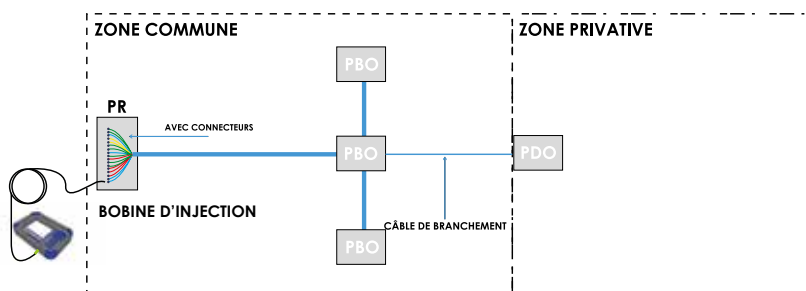 ZONE COMMUNE
ZONE PRIVATIVE
PBO
PR
AVEC CONNECTEURS
PBO
PDO
BOBINE D'INJECTION
CÂBLE DE BRANCHEMENT
PBO